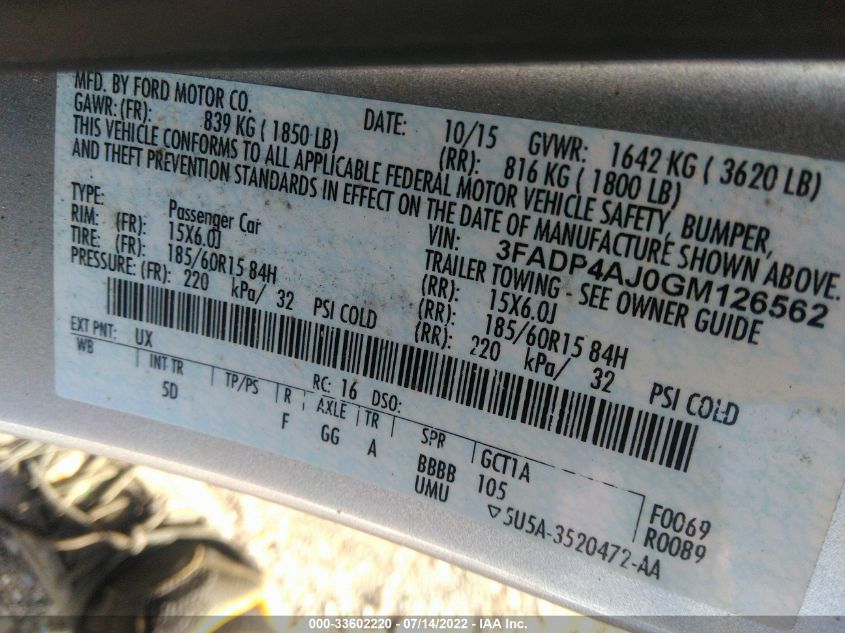 MFD. BY FORD MOTOR CO.
DATE: 10/15 GVWR: 1642 KG ( 3620 LB)
GAWR: (FR): 839 KG ( 1850 LB) (RR): 816 KG ( 1800 LB)
THIS VEHICLE CONFORMS TO ALL APPLICABLE FEDERAL MOTOR VEHICLE SAFETY, BUMPER,
AND THEFT PREVENTION STANDARDS IN EFFECT ON THE DATE OF MANUFACTURE SHOWN ABOVE.
VIN: 3FADP4AJ0GM126562
TYPE: Passenger Car TRAILER TOWING - SEE OWNER GUIDE
RIM: (FR): 15X6.0J (RR): 15X6.0J
TIRE: (FR): 185/60R15 84H (RR): 185/60R15 84H
PRESSURE: (FR): 220 kPa/ 32 PSI COLD (RR): 220 kPa/ 32 PSI COLD
EXT PNT: UX RC: 16 DSO:
WB INT TR TP/PS R AXLE TR SPR GCT1A F0069
5D F GG A BBBB 105 R0089
UMU ▽5U5A-3520472-AA
000-33602220 - 07/14/2022 - IAA Inc.